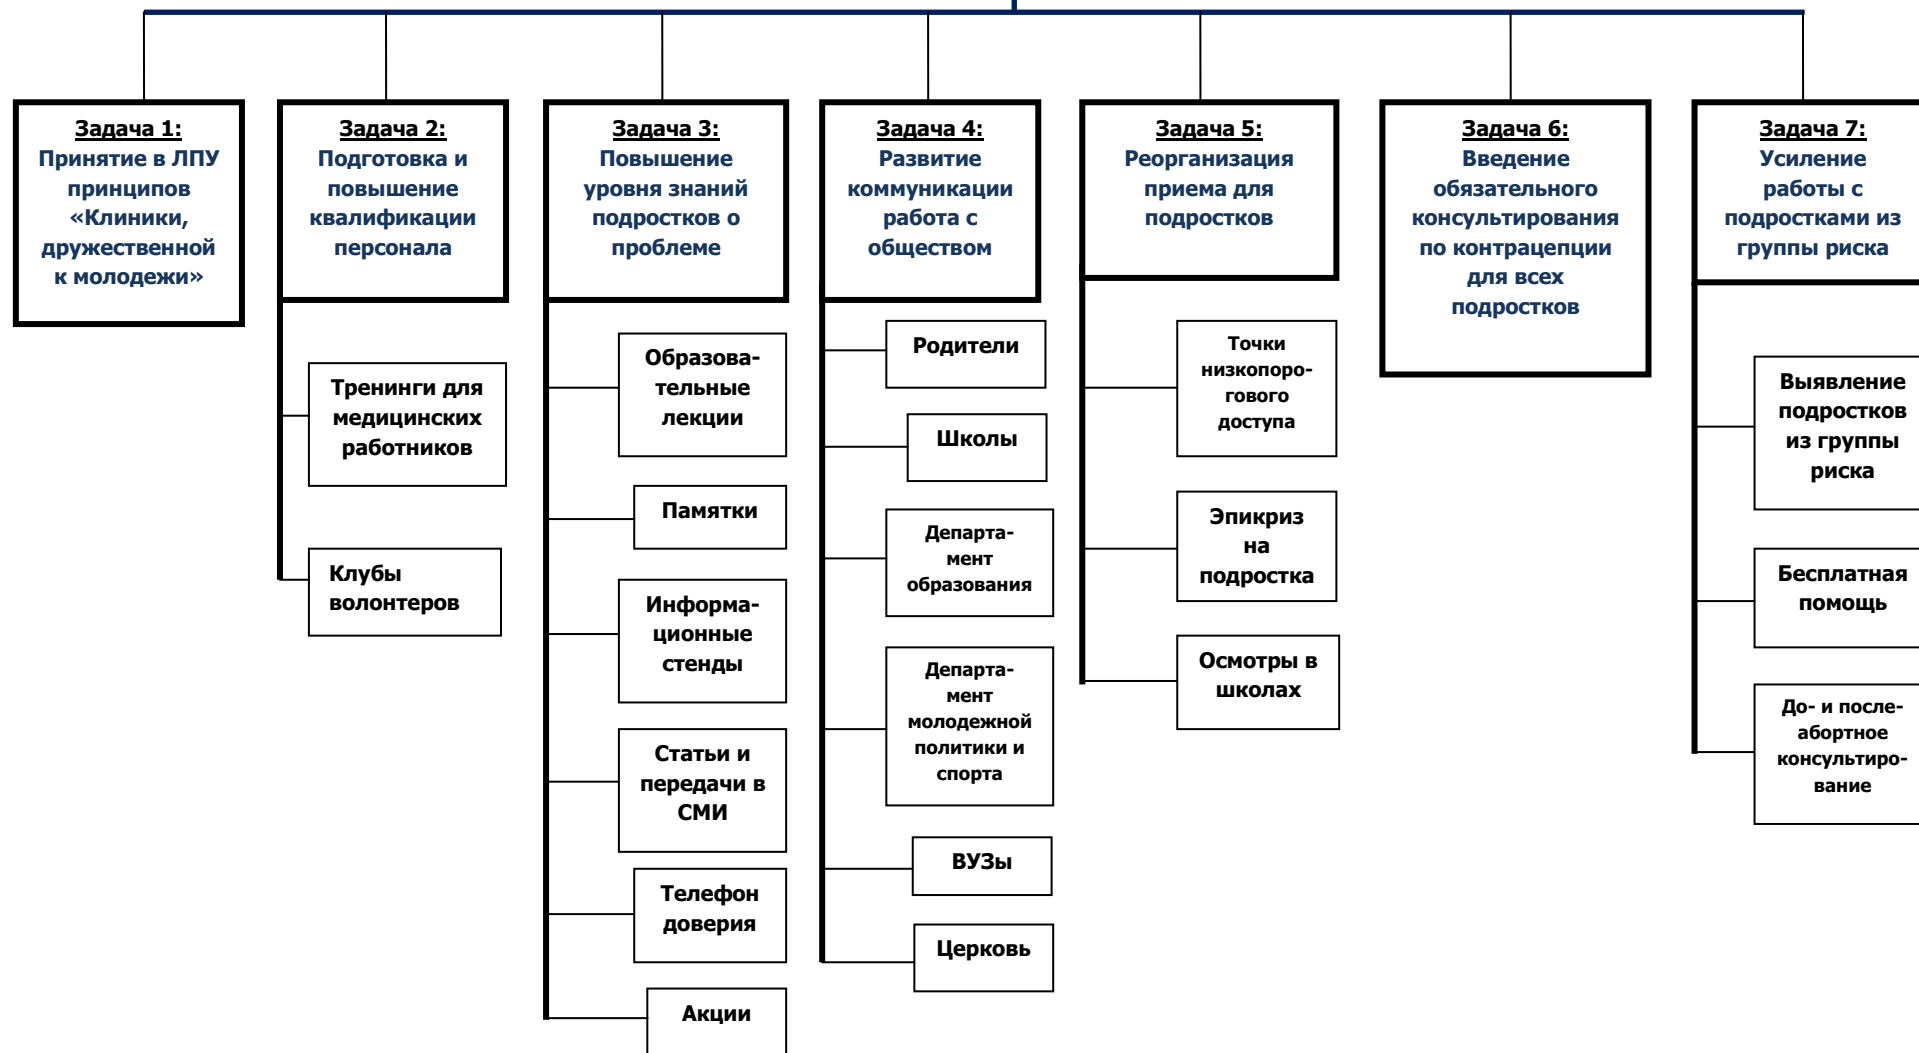 Задача 1:
Принятие в ЛПУ
принципов
«Клиники,
дружественной
к молодежи»
Задача 2:
Подготовка и
повышение
квалификации
персонала
Тренинги для
медицинских
работников
Клубы
волонтеров
Задача 3:
Повышение
уровня знаний
подростков о
проблеме
Образова-
тельные
лекции
Памятки
Информа-
ционные
стенды
Статьи и
передачи в
СМИ
Телефон
доверия
Акции
Задача 4:
Развитие
коммуникации
работа с
обществом
Родители
Школы
Департа-
мент
образования
Департа-
мент
молодежной
политики и
спорта
ВУЗы
Церковь
Задача 5:
Реорганизация
приема для
подростков
Точки
низкопоро-
гового
доступа
Эпикриз
на
подростка
Осмотры в
школах
Задача 6:
Введение
обязательного
консультирования
по контрацепции
для всех
подростков
Задача 7:
Усиление
работы с
подростками из
группы риска
Выявление
подростков
из группы
риска
Бесплатная
помощь
До- и после-
абортное
консультиро-
вание